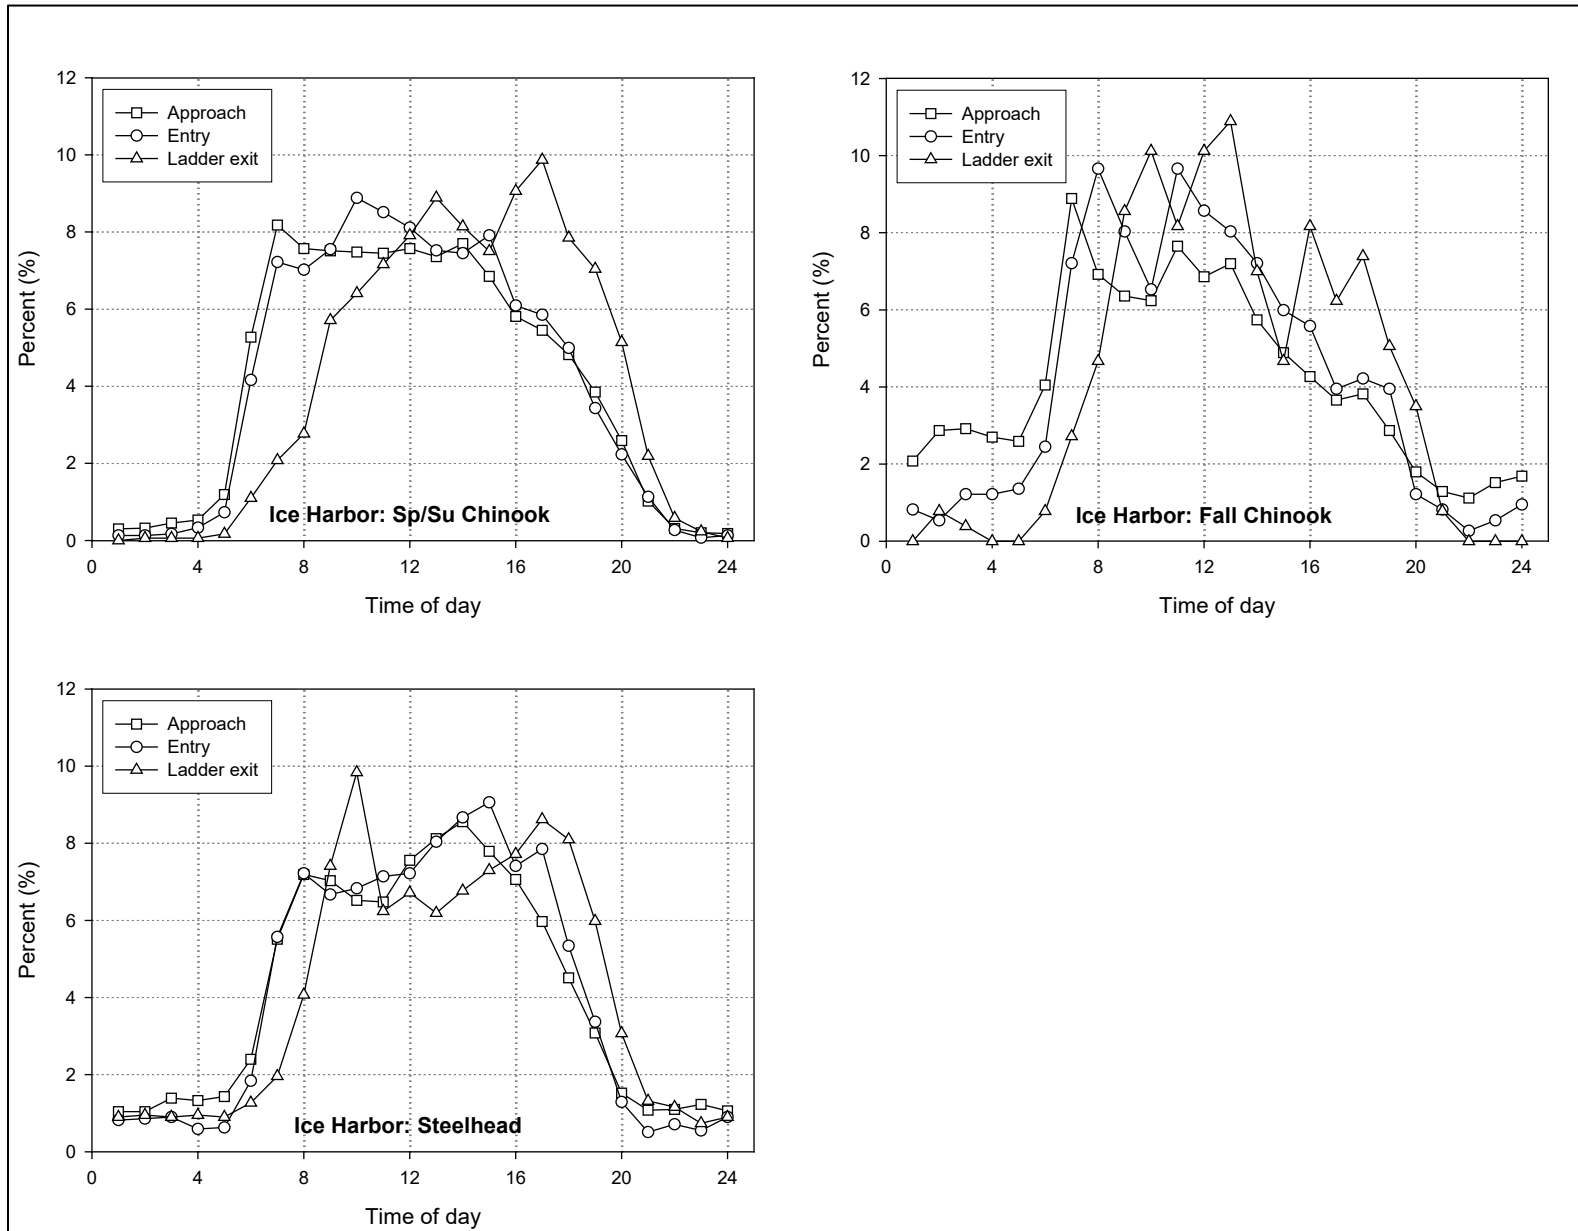 12
10
8
6
4
2
0
Percent (%)
Approach
Entry
Ladder exit
Ice Harbor: Sp/Su Chinook
0 4 8 12 16 20 24
Time of day
12
10
8
6
4
2
0
Percent (%)
Approach
Entry
Ladder exit
Ice Harbor: Fall Chinook
0 4 8 12 16 20 24
Time of day
12
10
8
6
4
2
0
Percent (%)
Approach
Entry
Ladder exit
Ice Harbor: Steelhead
0 4 8 12 16 20 24
Time of day